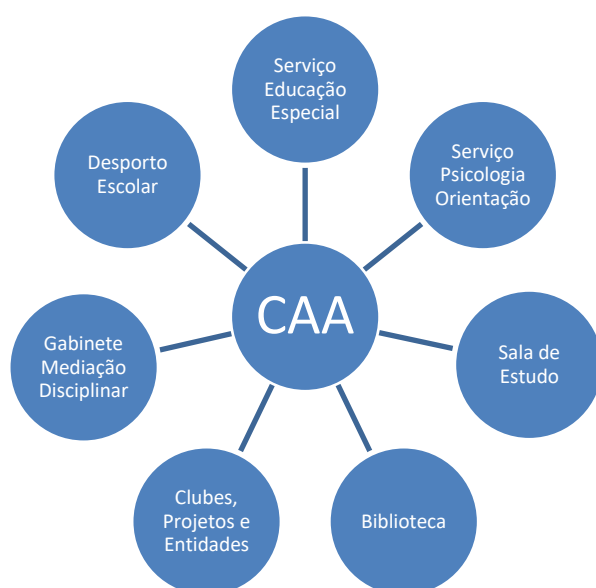 Serviço
Educação
Especial
Serviço
Psicologia
Orientação
Sala de
Estudo
Biblioteca
Clubes,
Projetos e
Entidades
Gabinete
Mediação
Disciplinar
Desporto
Escolar
CAA